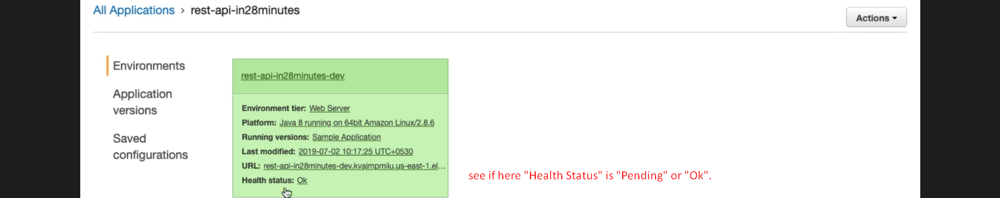 All Applications › rest-api-in28minutes
Actions
Environments
Application
versions
Saved
configurations
rest-api-in28minutes-dev
Environment tier: Web Server
Platform: Java 8 running on 64bit Amazon Linux/2.8.6
Running versions: Sample Application
Last modified: 2019-07-02 10:17:25 UTC+0530
URL: rest-api-in28minutes-dev.kvajmpmiiu.us-east-1.el...
Health status: Ok
see if here "Health Status" is "Pending" or "Ok".